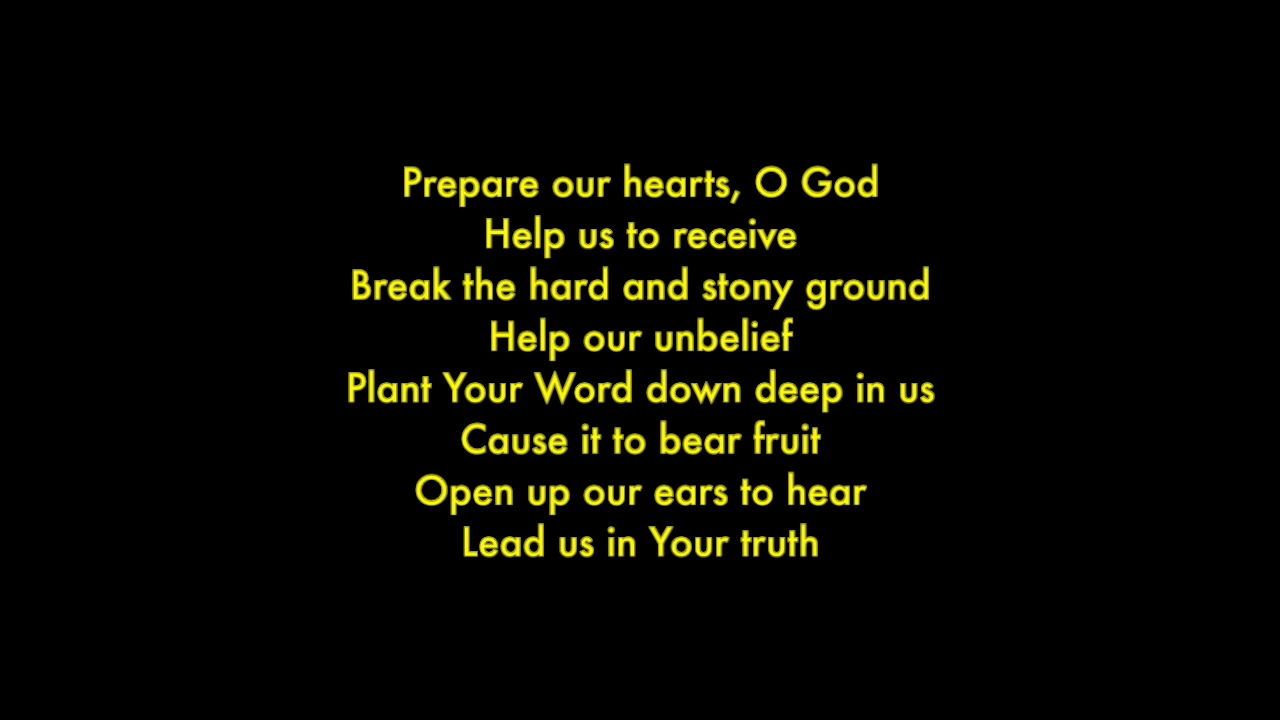 Prepare our hearts, O God
Help us to receive
Break the hard and stony ground
Help our unbelief
Plant Your Word down deep in us
Cause it to bear fruit
Open up our ears to hear
Lead us in Your truth